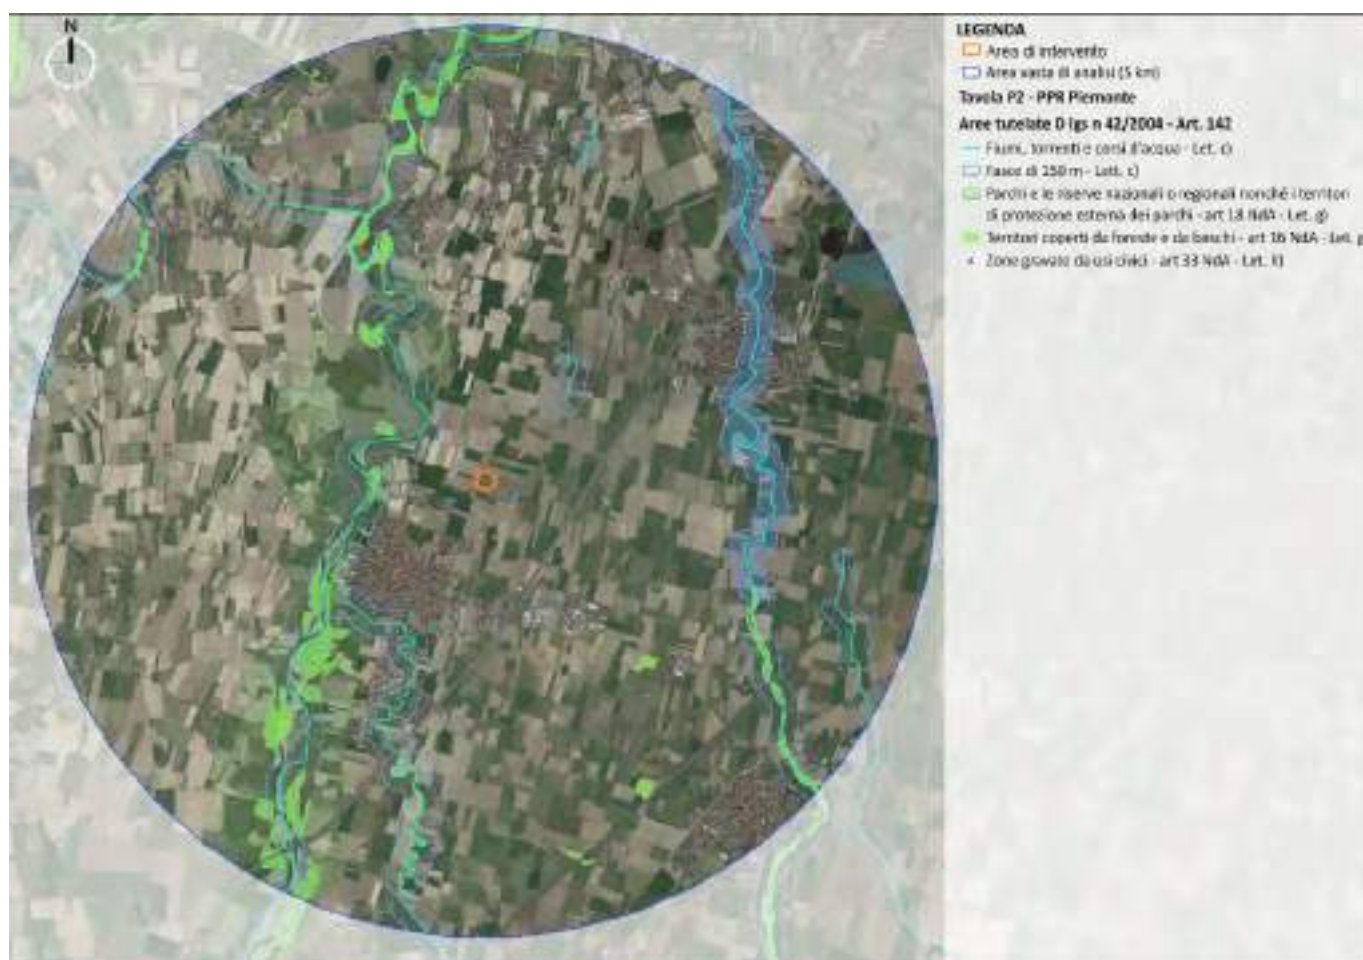 N
LEGENDA
Area di intervento
Area vasta di analisi (5 km)
Tavola P2 - PPR Piemonte
Aree tutelate D lgs n 42/2004 - Art. 142
Fiumi, torrenti e corsi d'acqua - Let. c)
Fasce di 150 m - Lett. c)
Parchi e le riserve nazionali o regionali nonché i territori
di protezione esterna dei parchi - art 18 NdA - Let. g)
Territori coperti da foreste e da boschi - art 16 NdA - Let. g
Zone gravate da usi civici - art 33 NdA - Let. h)